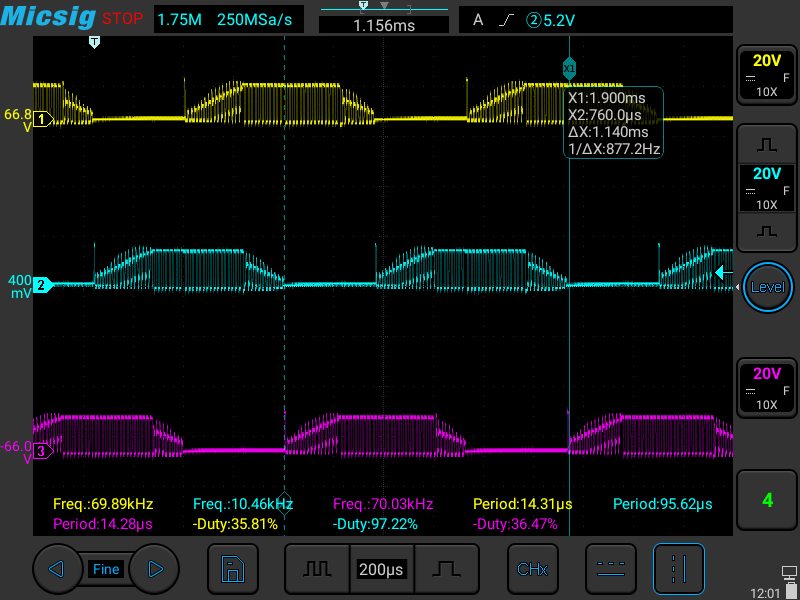 Micsig STOP 1.75M 250MSa/s T 1.156ms A ②5.2V
T
X1
20V
F
10X
66.8 V 1
X1:1.900ms
X2:760.0µs
ΔX:1.140ms
1/ΔX:877.2Hz
20V
F
10X
400 mV 2
Level
20V
F
10X
-66.0 V 3
Freq.:69.89kHz Freq.:10.46kHz Freq.:70.03kHz Period:14.31µs Period:95.62µs
Period:14.28µs -Duty:35.81% -Duty:97.22% -Duty:36.47%
4
Fine 200µs CHx
12:01